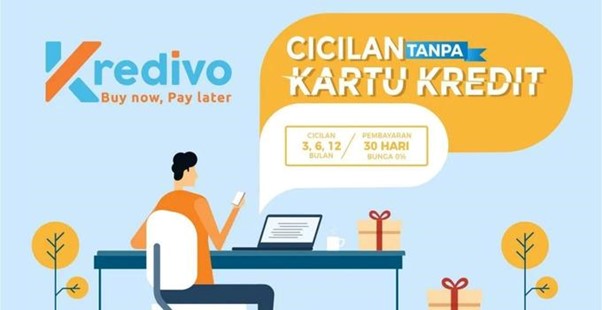 Kredivo
Buy now, Pay later
CICILAN TANPA
KARTU KREDIT
CICILAN
3, 6, 12
BULAN
PEMBAYARAN
30 HARI
BUNGA 0%